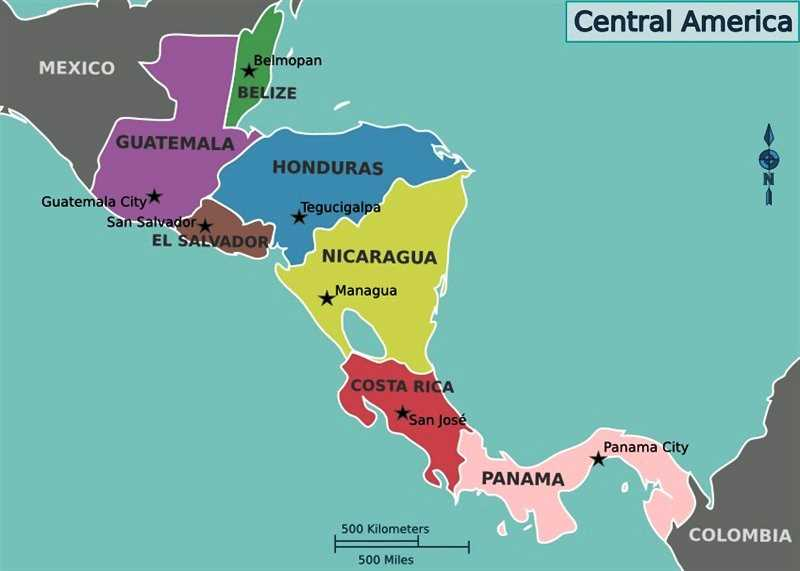 Central America
MEXICO
Belmopan
BELIZE
GUATEMALA
HONDURAS
N
Guatemala City
Tegucigalpa
San Salvador
EL SALVADOR
NICARAGUA
Managua
COSTA RICA
San José
Panama City
PANAMA
500 Kilometers
500 Miles
COLOMBIA